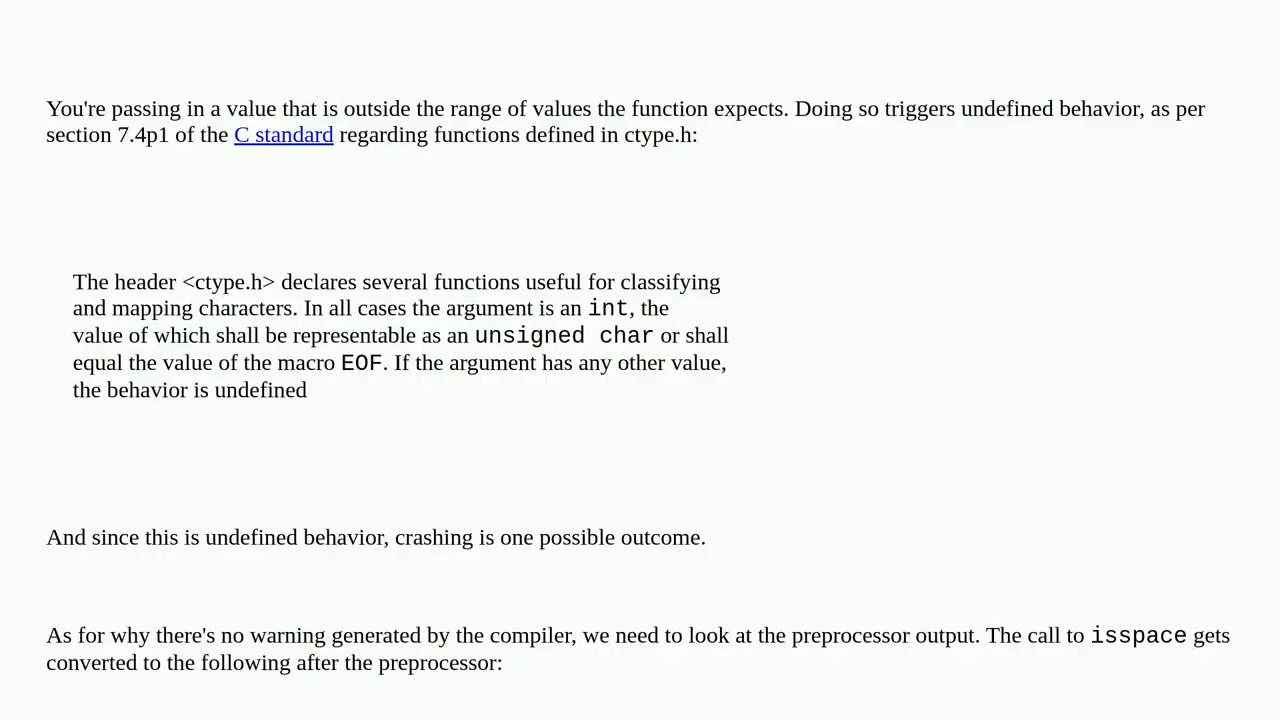 You're passing in a value that is outside the range of values the function expects. Doing so triggers undefined behavior, as per
section 7.4p1 of the C standard regarding functions defined in ctype.h:
The header <ctype.h> declares several functions useful for classifying
and mapping characters. In all cases the argument is an int, the
value of which shall be representable as an unsigned char or shall
equal the value of the macro EOF. If the argument has any other value,
the behavior is undefined
And since this is undefined behavior, crashing is one possible outcome.
As for why there's no warning generated by the compiler, we need to look at the preprocessor output. The call to isspace gets
converted to the following after the preprocessor: